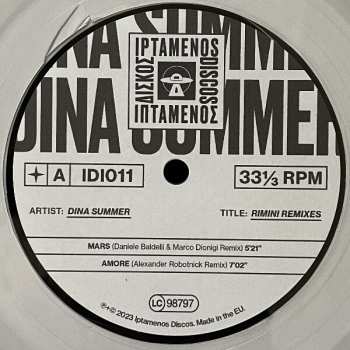 DINA SUMMER
DINA SUMMER
IPTAMENOS
ΔΙΣΚΟΣ
DISCOS
ΙΠΤΑΜΕΝΟΣ
A IDI011
33⅓ RPM
ARTIST: DINA SUMMER
TITLE: RIMINI REMIXES
MARS (Daniele Baldelli & Marco Dionigi Remix) 5'21"
AMORE (Alexander Robotnick Remix) 7'02"
LC 98797
℗+© 2023 Iptamenos Discos. Made in the EU.